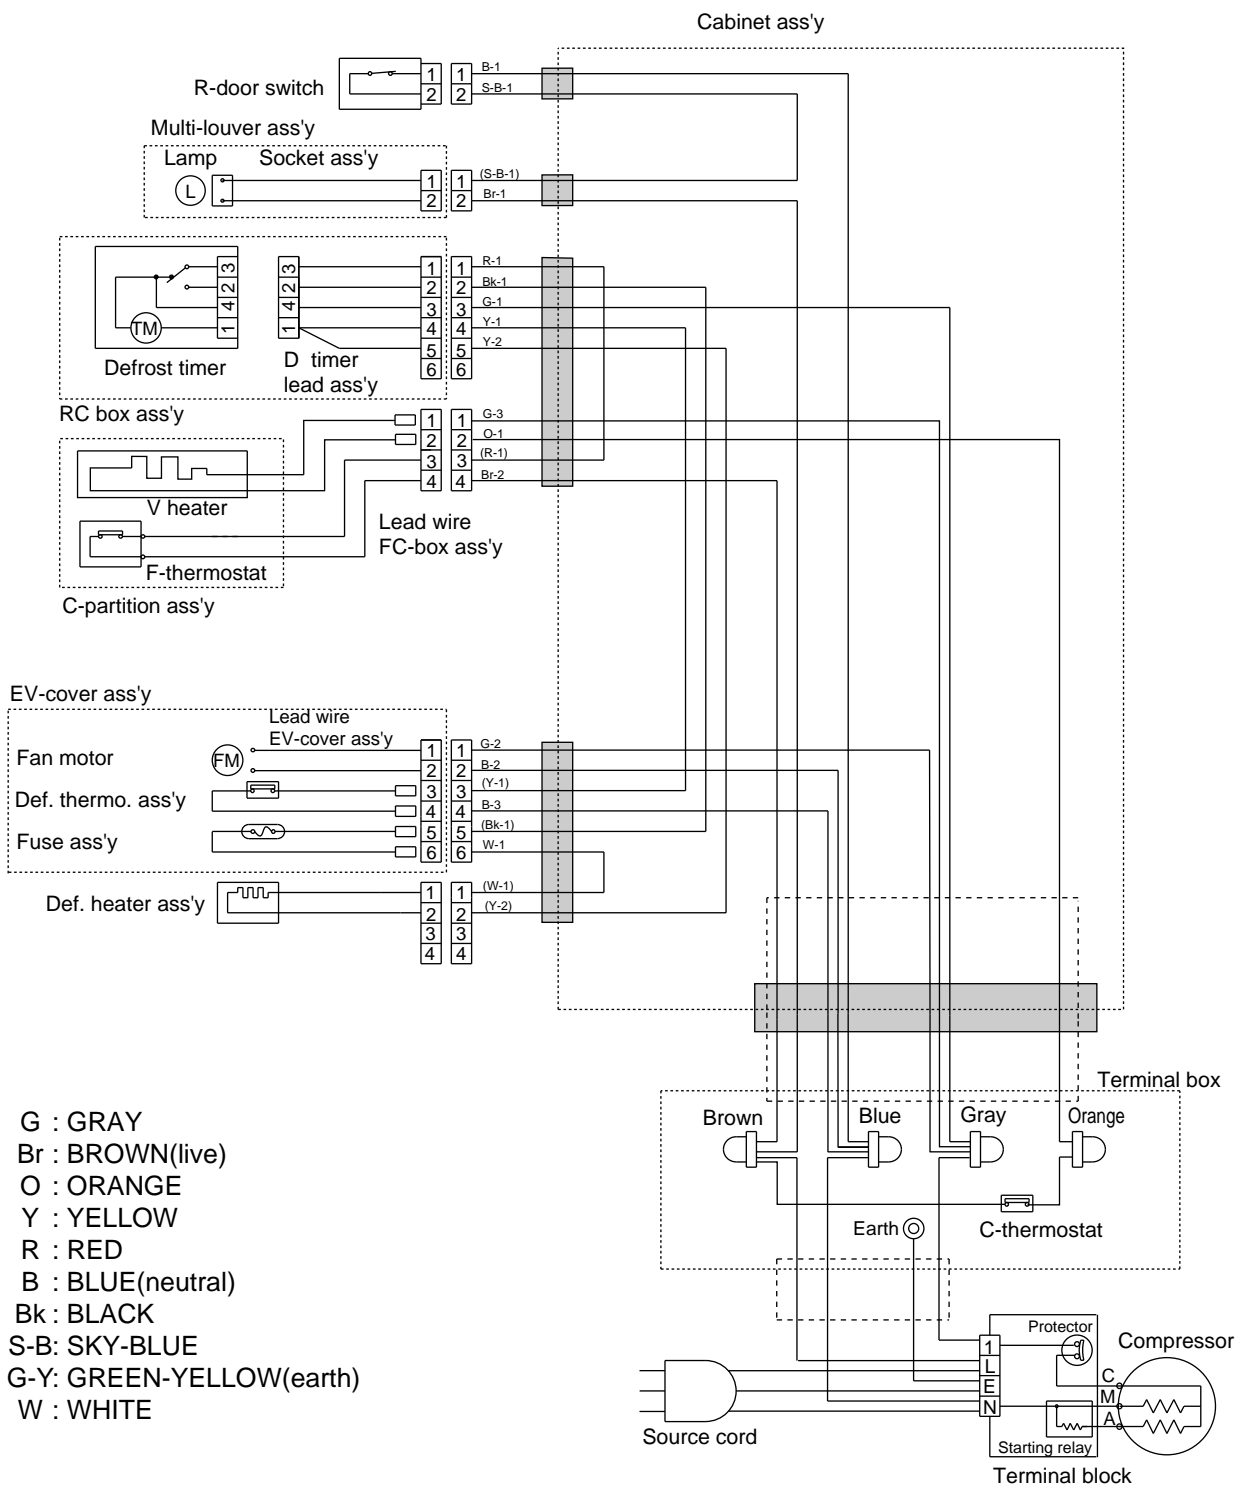 Cabinet ass'y
R-door switch
1 1 B-1
2 2 S-B-1
Multi-louver ass'y
Lamp Socket ass'y
L
1 1 (S-B-1)
2 2 Br-1
3 3 1 1 R-1
2 2 2 2 Bk-1
4 4 3 3 G-1
TM 1 1 4 4 Y-1
5 5 Y-2
6 6
Defrost timer
D timer
lead ass'y
RC box ass'y
1 1 G-3
2 2 O-1
3 3 (R-1)
4 4 Br-2
V heater
Lead wire
FC-box ass'y
F-thermostat
C-partition ass'y
EV-cover ass'y
Lead wire
EV-cover ass'y
Fan motor FM
1 1 G-2
2 2 B-2
Def. thermo. ass'y
3 3 (Y-1)
4 4 B-3
Fuse ass'y
5 5 (Bk-1)
6 6 W-1
Def. heater ass'y
1 1 (W-1)
2 2 (Y-2)
3 3
4 4
Terminal box
Brown Blue Gray Orange
Earth
C-thermostat
G : GRAY
Br : BROWN(live)
O : ORANGE
Y : YELLOW
R : RED
B : BLUE(neutral)
Bk : BLACK
S-B: SKY-BLUE
G-Y: GREEN-YELLOW(earth)
W : WHITE
Protector
Compressor
1
L
E
N
C
M
A
Source cord
Starting relay
Terminal block